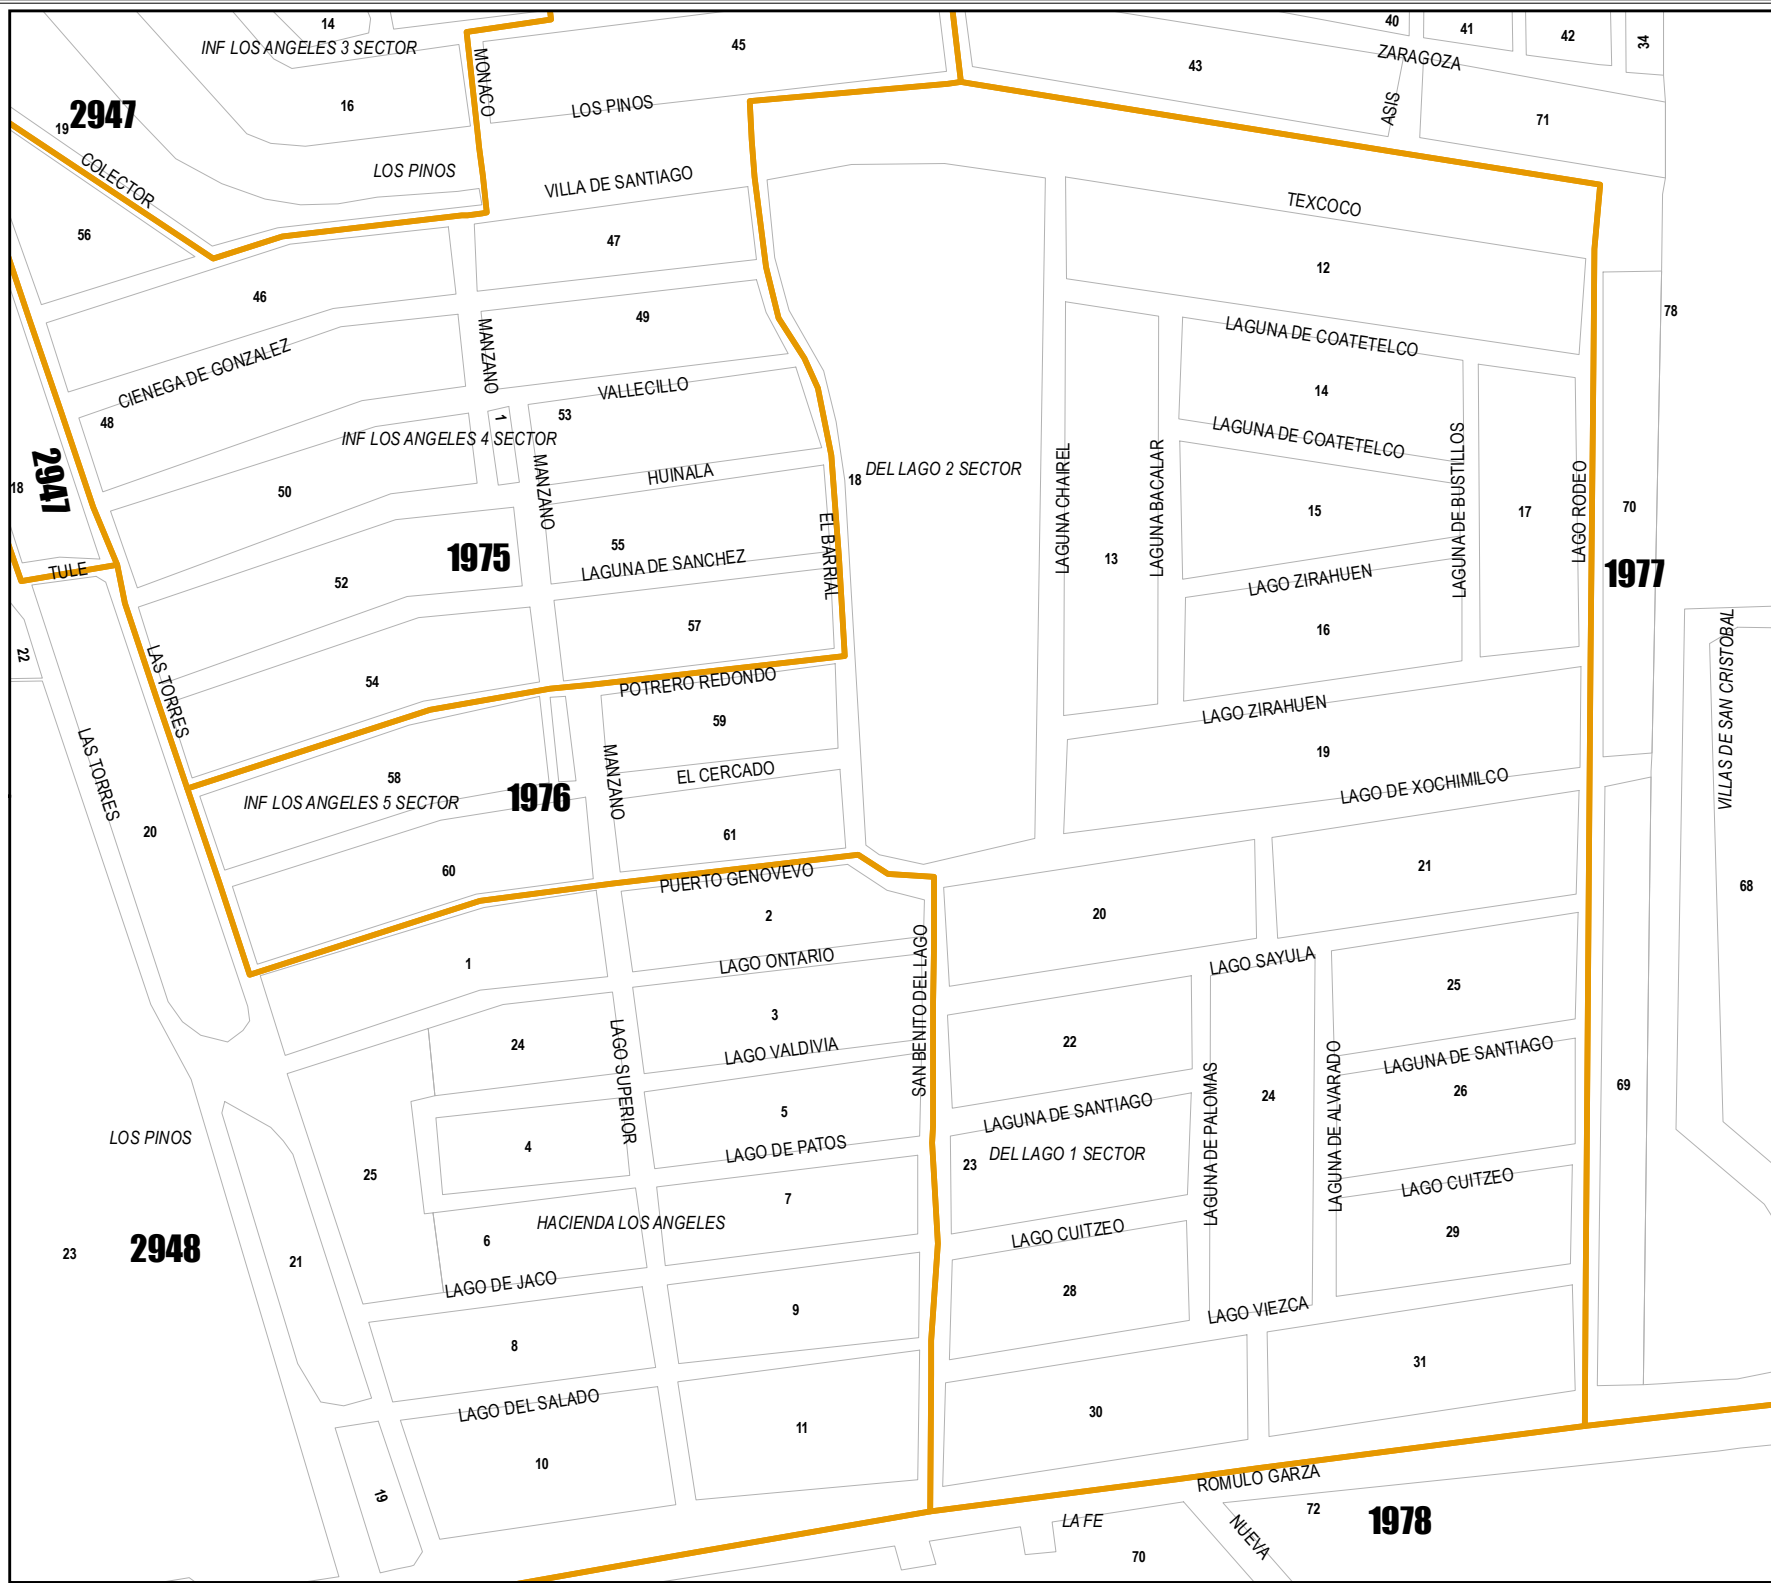 14
INF LOS ANGELES 3 SECTOR
MONACO
45
40
41
42
34
ZARAGOZA
43
ASIS
71
2947
19
16
LOS PINOS
COLECTOR
LOS PINOS
VILLA DE SANTIAGO
56
47
TEXCOCO
12
46
49
78
MANZANO
CIENEGA DE GONZALEZ
LAGUNA DE COATETELCO
VALLECILLO
14
48
1
53
INF LOS ANGELES 4 SECTOR
LAGUNA DE COATETELCO
2947
18
50
MANZANO
HUINALA
18
DEL LAGO 2 SECTOR
LAGUNA CHAIREL
LAGUNA BACALAR
LAGUNA DE BUSTILLOS
LAGO RODEO
15
17
70
1975
55
EL BARRIAL
13
1977
TULE
52
LAGUNA DE SANCHEZ
LAGO ZIRAHUEN
22
57
16
LAS TORRES
54
POTRERO REDONDO
LAGO ZIRAHUEN
VILLAS DE SAN CRISTOBAL
59
19
LAS TORRES
58
MANZANO
EL CERCADO
INF LOS ANGELES 5 SECTOR
1976
LAGO DE XOCHIMILCO
20
61
60
PUERTO GENOVEVO
21
68
2
20
1
LAGO ONTARIO
SAN BENITO DEL LAGO
LAGO SAYULA
25
24
3
LAGO SUPERIOR
LAGO VALDIVIA
22
LAGUNA DE PALOMAS
LAGUNA DE ALVARADO
LAGUNA DE SANTIAGO
24
26
69
5
LAGUNA DE SANTIAGO
LOS PINOS
4
LAGO DE PATOS
23
DEL LAGO 1 SECTOR
25
7
LAGO CUITZEO
HACIENDA LOS ANGELES
6
LAGO CUITZEO
29
23
2948
21
LAGO DE JACO
28
9
LAGO VIEZCA
8
31
LAGO DEL SALADO
30
11
10
19
ROMULO GARZA
72
1978
LA FE
NUEVA
70